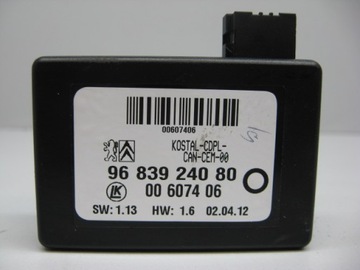 00607406
KOSTAL-CDPL-
CAN-CEM-00
96 839 240 80
LK
00 6074 06
SW: 1.13 HW: 1.6 02.04.12